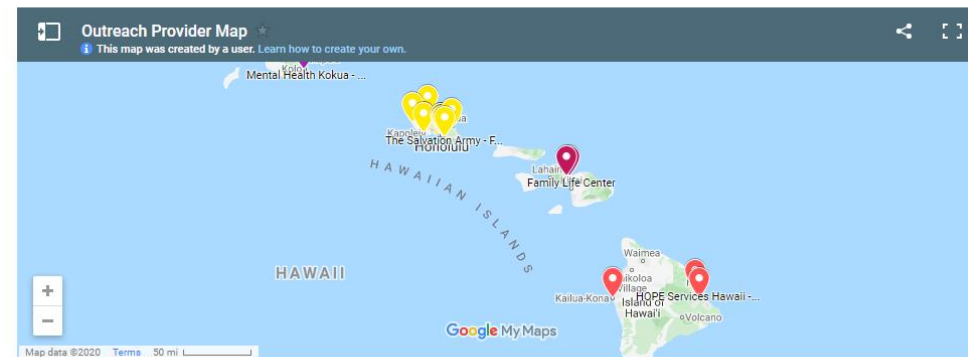 Outreach Provider Map
This map was created by a user. Learn how to create your own.
Mental Health Kokua - ...
Kapolei
The Salvation Army - F...
Honolulu
HAWAIIAN ISLANDS
Lahaina
Family Life Center
HAWAII
Waimea
Village
Kailua-Kona
HOPE Services Hawaii -...
Island of
Hawai'i
Volcano
+
−
Google My Maps
Map data ©2020 Terms 50 mi